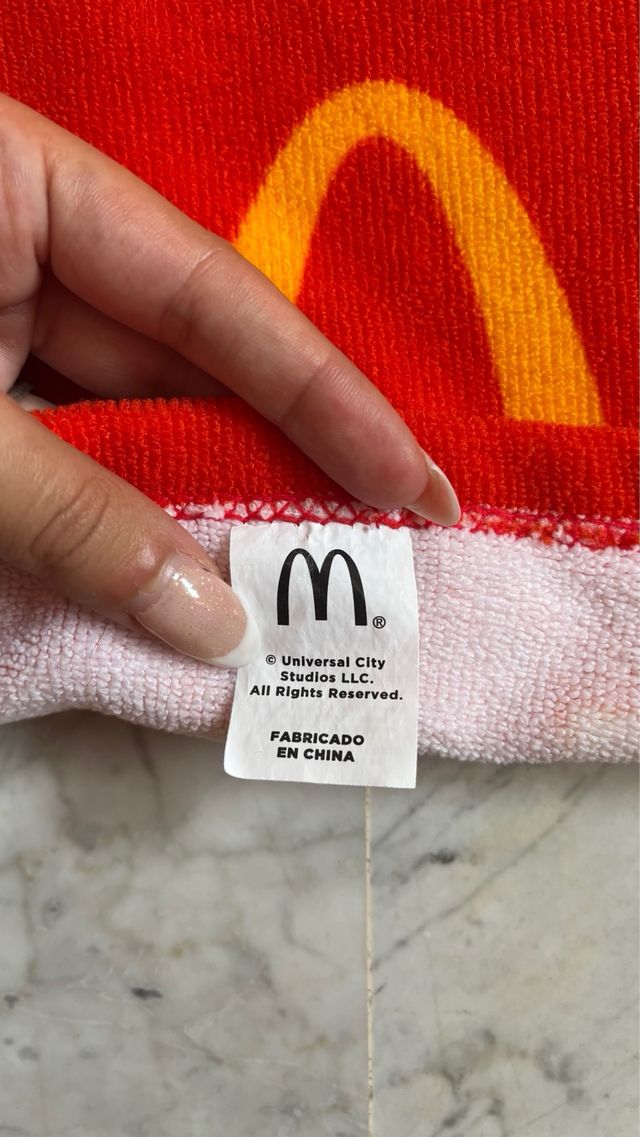 ®
© Universal City
Studios LLC.
All Rights Reserved.
FABRICADO
EN CHINA